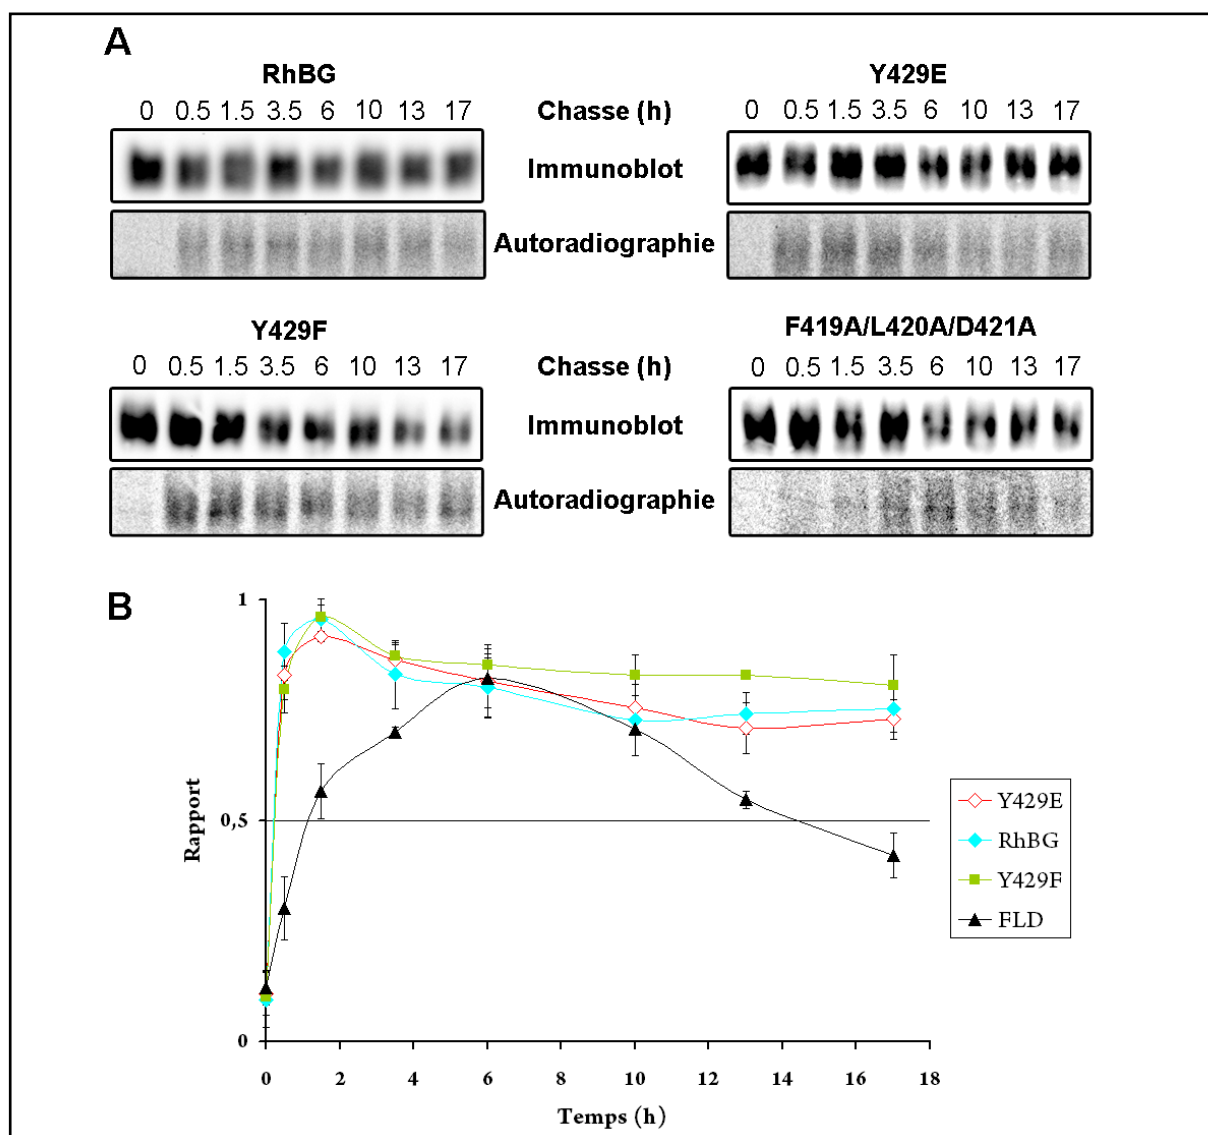 A
RhBG
Y429E
0 0.5 1.5 3.5 6 10 13 17
Chasse (h)
0 0.5 1.5 3.5 6 10 13 17
Immunoblot
Autoradiographie
Y429F
F419A/L420A/D421A
0 0.5 1.5 3.5 6 10 13 17
Chasse (h)
0 0.5 1.5 3.5 6 10 13 17
Immunoblot
Autoradiographie
B
1
0,5
0
Rapport
0 2 4 6 8 10 12 14 16 18
Temps (h)
Y429E
RhBG
Y429F
FLD